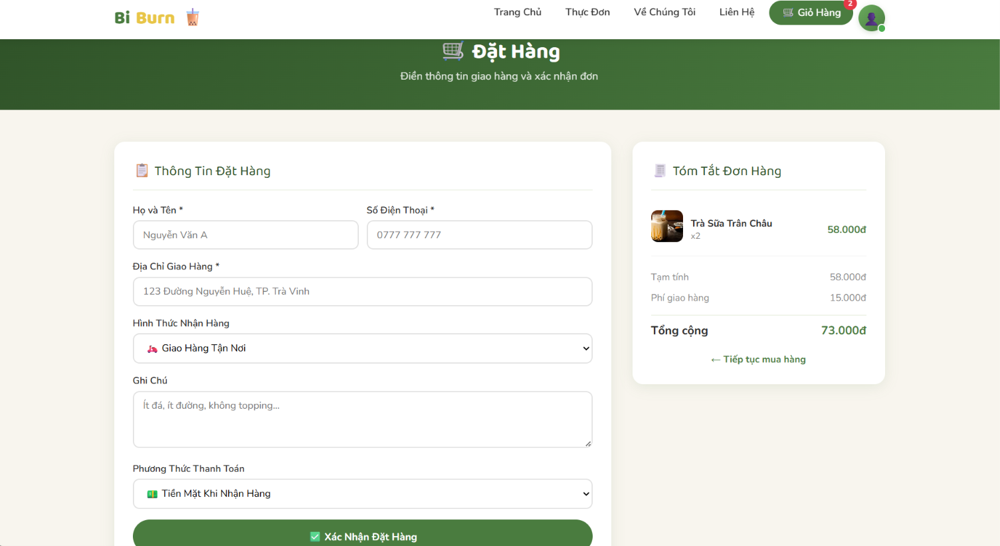 Bi Burn
Trang Chủ
Thực Đơn
Về Chúng Tôi
Liên Hệ
Giỏ Hàng
2
Đặt Hàng
Điền thông tin giao hàng và xác nhận đơn
Thông Tin Đặt Hàng
Họ và Tên *
Số Điện Thoại *
Nguyễn Văn A
0777 777 777
Địa Chỉ Giao Hàng *
123 Đường Nguyễn Huệ, TP. Trà Vinh
Hình Thức Nhận Hàng
Giao Hàng Tận Nơi
Ghi Chú
Ít đá, ít đường, không topping...
Phương Thức Thanh Toán
Tiền Mặt Khi Nhận Hàng
Xác Nhận Đặt Hàng
Tóm Tắt Đơn Hàng
Trà Sữa Trân Châu
x2
58.000đ
Tạm tính 58.000đ
Phí giao hàng 15.000đ
Tổng cộng 73.000đ
← Tiếp tục mua hàng